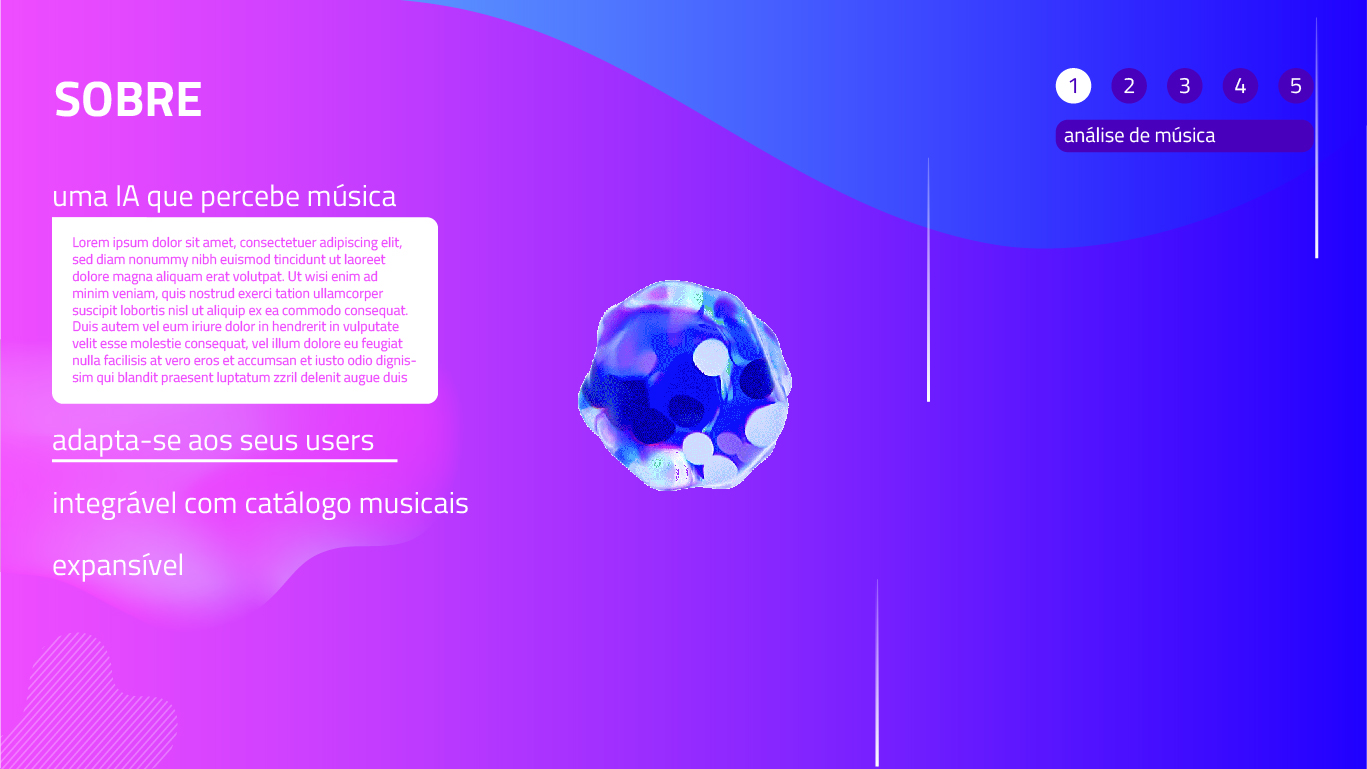 SOBRE
1 2 3 4 5
análise de música
uma IA que percebe música
Lorem ipsum dolor sit amet, consectetuer adipiscing elit,
sed diam nonummy nibh euismod tincidunt ut laoreet
dolore magna aliquam erat volutpat. Ut wisi enim ad
minim veniam, quis nostrud exerci tation ullamcorper
suscipit lobortis nisl ut aliquip ex ea commodo consequat.
Duis autem vel eum iriure dolor in hendrerit in vulputate
velit esse molestie consequat, vel illum dolore eu feugiat
nulla facilisis at vero eros et accumsan et iusto odio dignis-
sim qui blandit praesent luptatum zzril delenit augue duis
adapta-se aos seus users
integrável com catálogo musicais
expansível